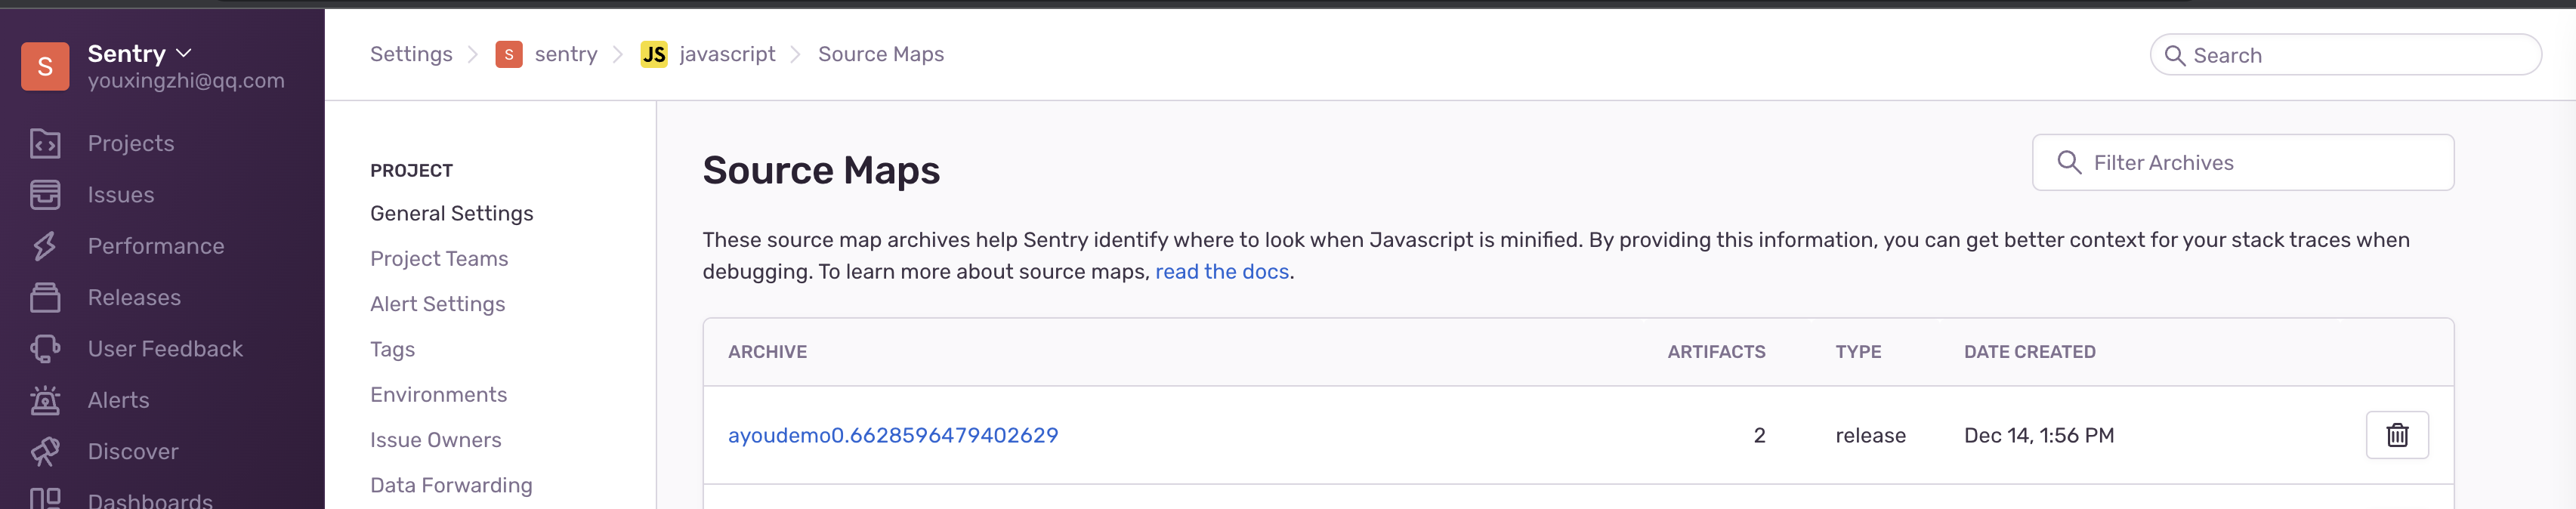 S
Sentry
youxingzhi@qq.com
Projects
Issues
Performance
Releases
User Feedback
Alerts
Discover
Dashboards
Settings
S sentry
JS javascript
Source Maps
Search
PROJECT
General Settings
Project Teams
Alert Settings
Tags
Environments
Issue Owners
Data Forwarding
Source Maps
Filter Archives
These source map archives help Sentry identify where to look when Javascript is minified. By providing this information, you can get better context for your stack traces when
debugging. To learn more about source maps, read the docs.
ARCHIVE ARTIFACTS TYPE DATE CREATED
ayoudemo0.6628596479402629 2 release Dec 14, 1:56 PM